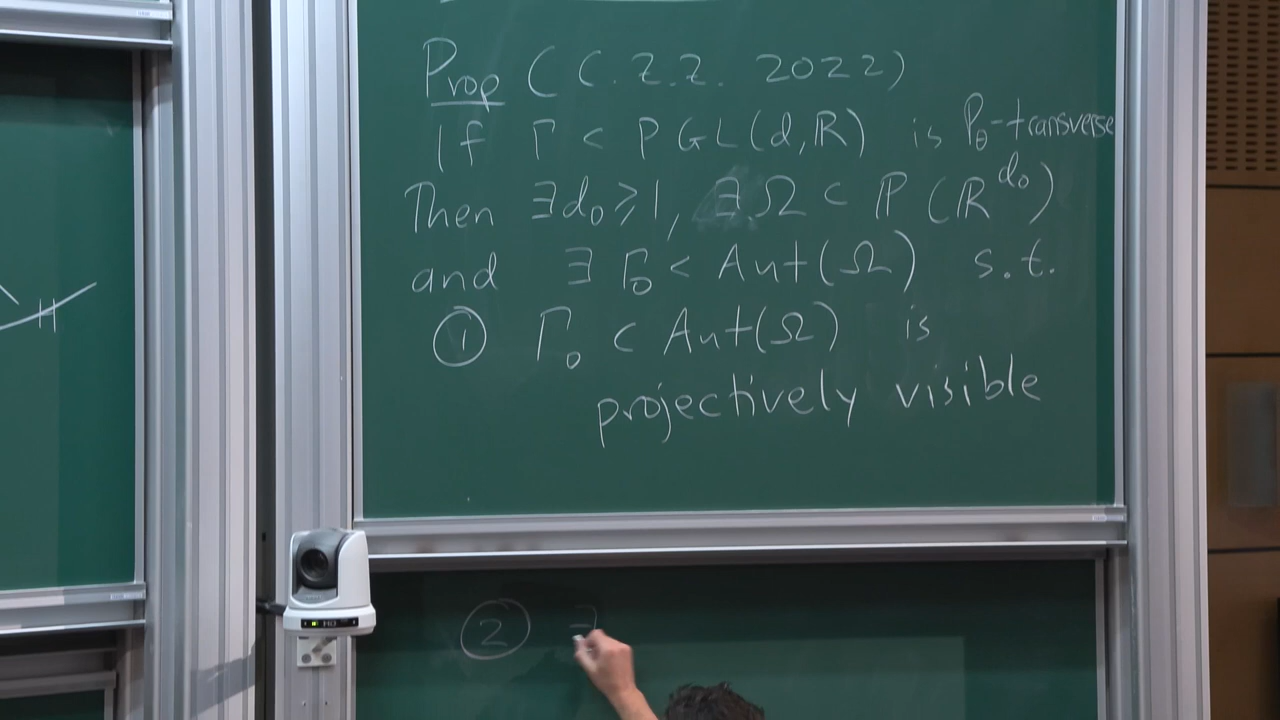 Prop (C.Z.Z. 2022)
If Γ < PGL(d,ℝ) is P_θ-transverse
Then ∃d₀⩾1, ∃Ω ⊂ ℙ(ℝ^{d₀})
and ∃ Γ₀ < Aut(Ω) s.t.
① Γ₀ ⊂ Aut(Ω) is
projectively visible
② ∃
H